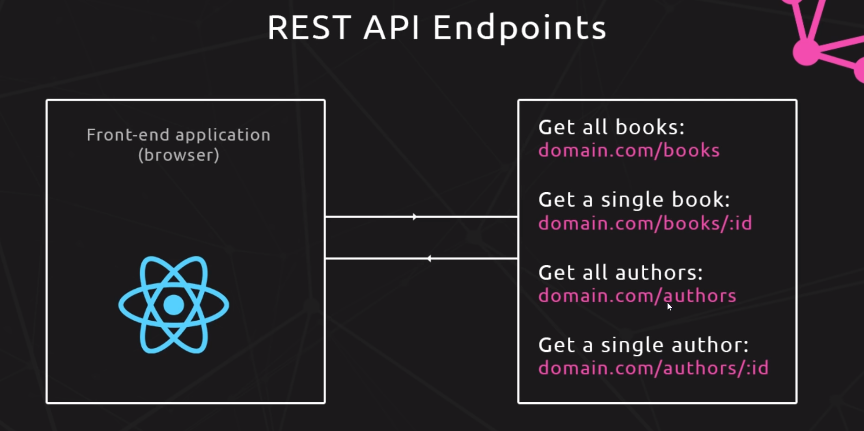 REST API Endpoints
Front-end application
(browser)
Get all books:
domain.com/books
Get a single book:
domain.com/books/:id
Get all authors:
domain.com/authors
Get a single author:
domain.com/authors/:id